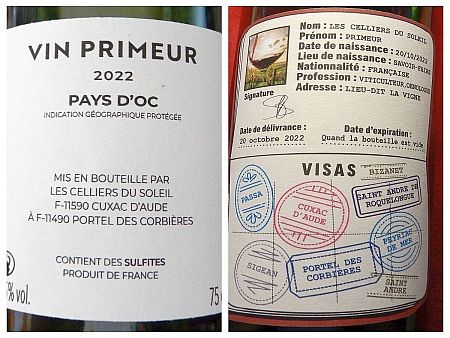 VIN PRIMEUR
2022
PAYS D'OC
INDICATION GÉOGRAPHIQUE PROTÉGÉE
MIS EN BOUTEILLE PAR
LES CELLIERS DU SOLEIL
F-11590 CUXAC D'AUDE
À F-11490 PORTEL DES CORBIÈRES
CONTIENT DES SULFITES
PRODUIT DE FRANCE
% vol.
75
Nom : LES CELLIERS DU SOLEIL
Prénom : PRIMEUR
Date de naissance : 20/10/2022
Lieu de naissance : SAVOIR-FAIRE
Nationalité : FRANÇAISE
Profession : VITICULTEUR, OENOLOGUE
Adresse : LIEU-DIT LA VIGNE
Signature
Date de délivrance :
20 octobre 2022
Date d'expiration :
Quand la bouteille est vide
VISAS
BIZANET
PASSA
CUXAC
D'AUDE
SAINT ANDRE DE
ROQUELONGUE
PEYRIAC
DE MER
SIGEAN
PORTEL DES
CORBIÈRES
SAINT
ANDRÉ